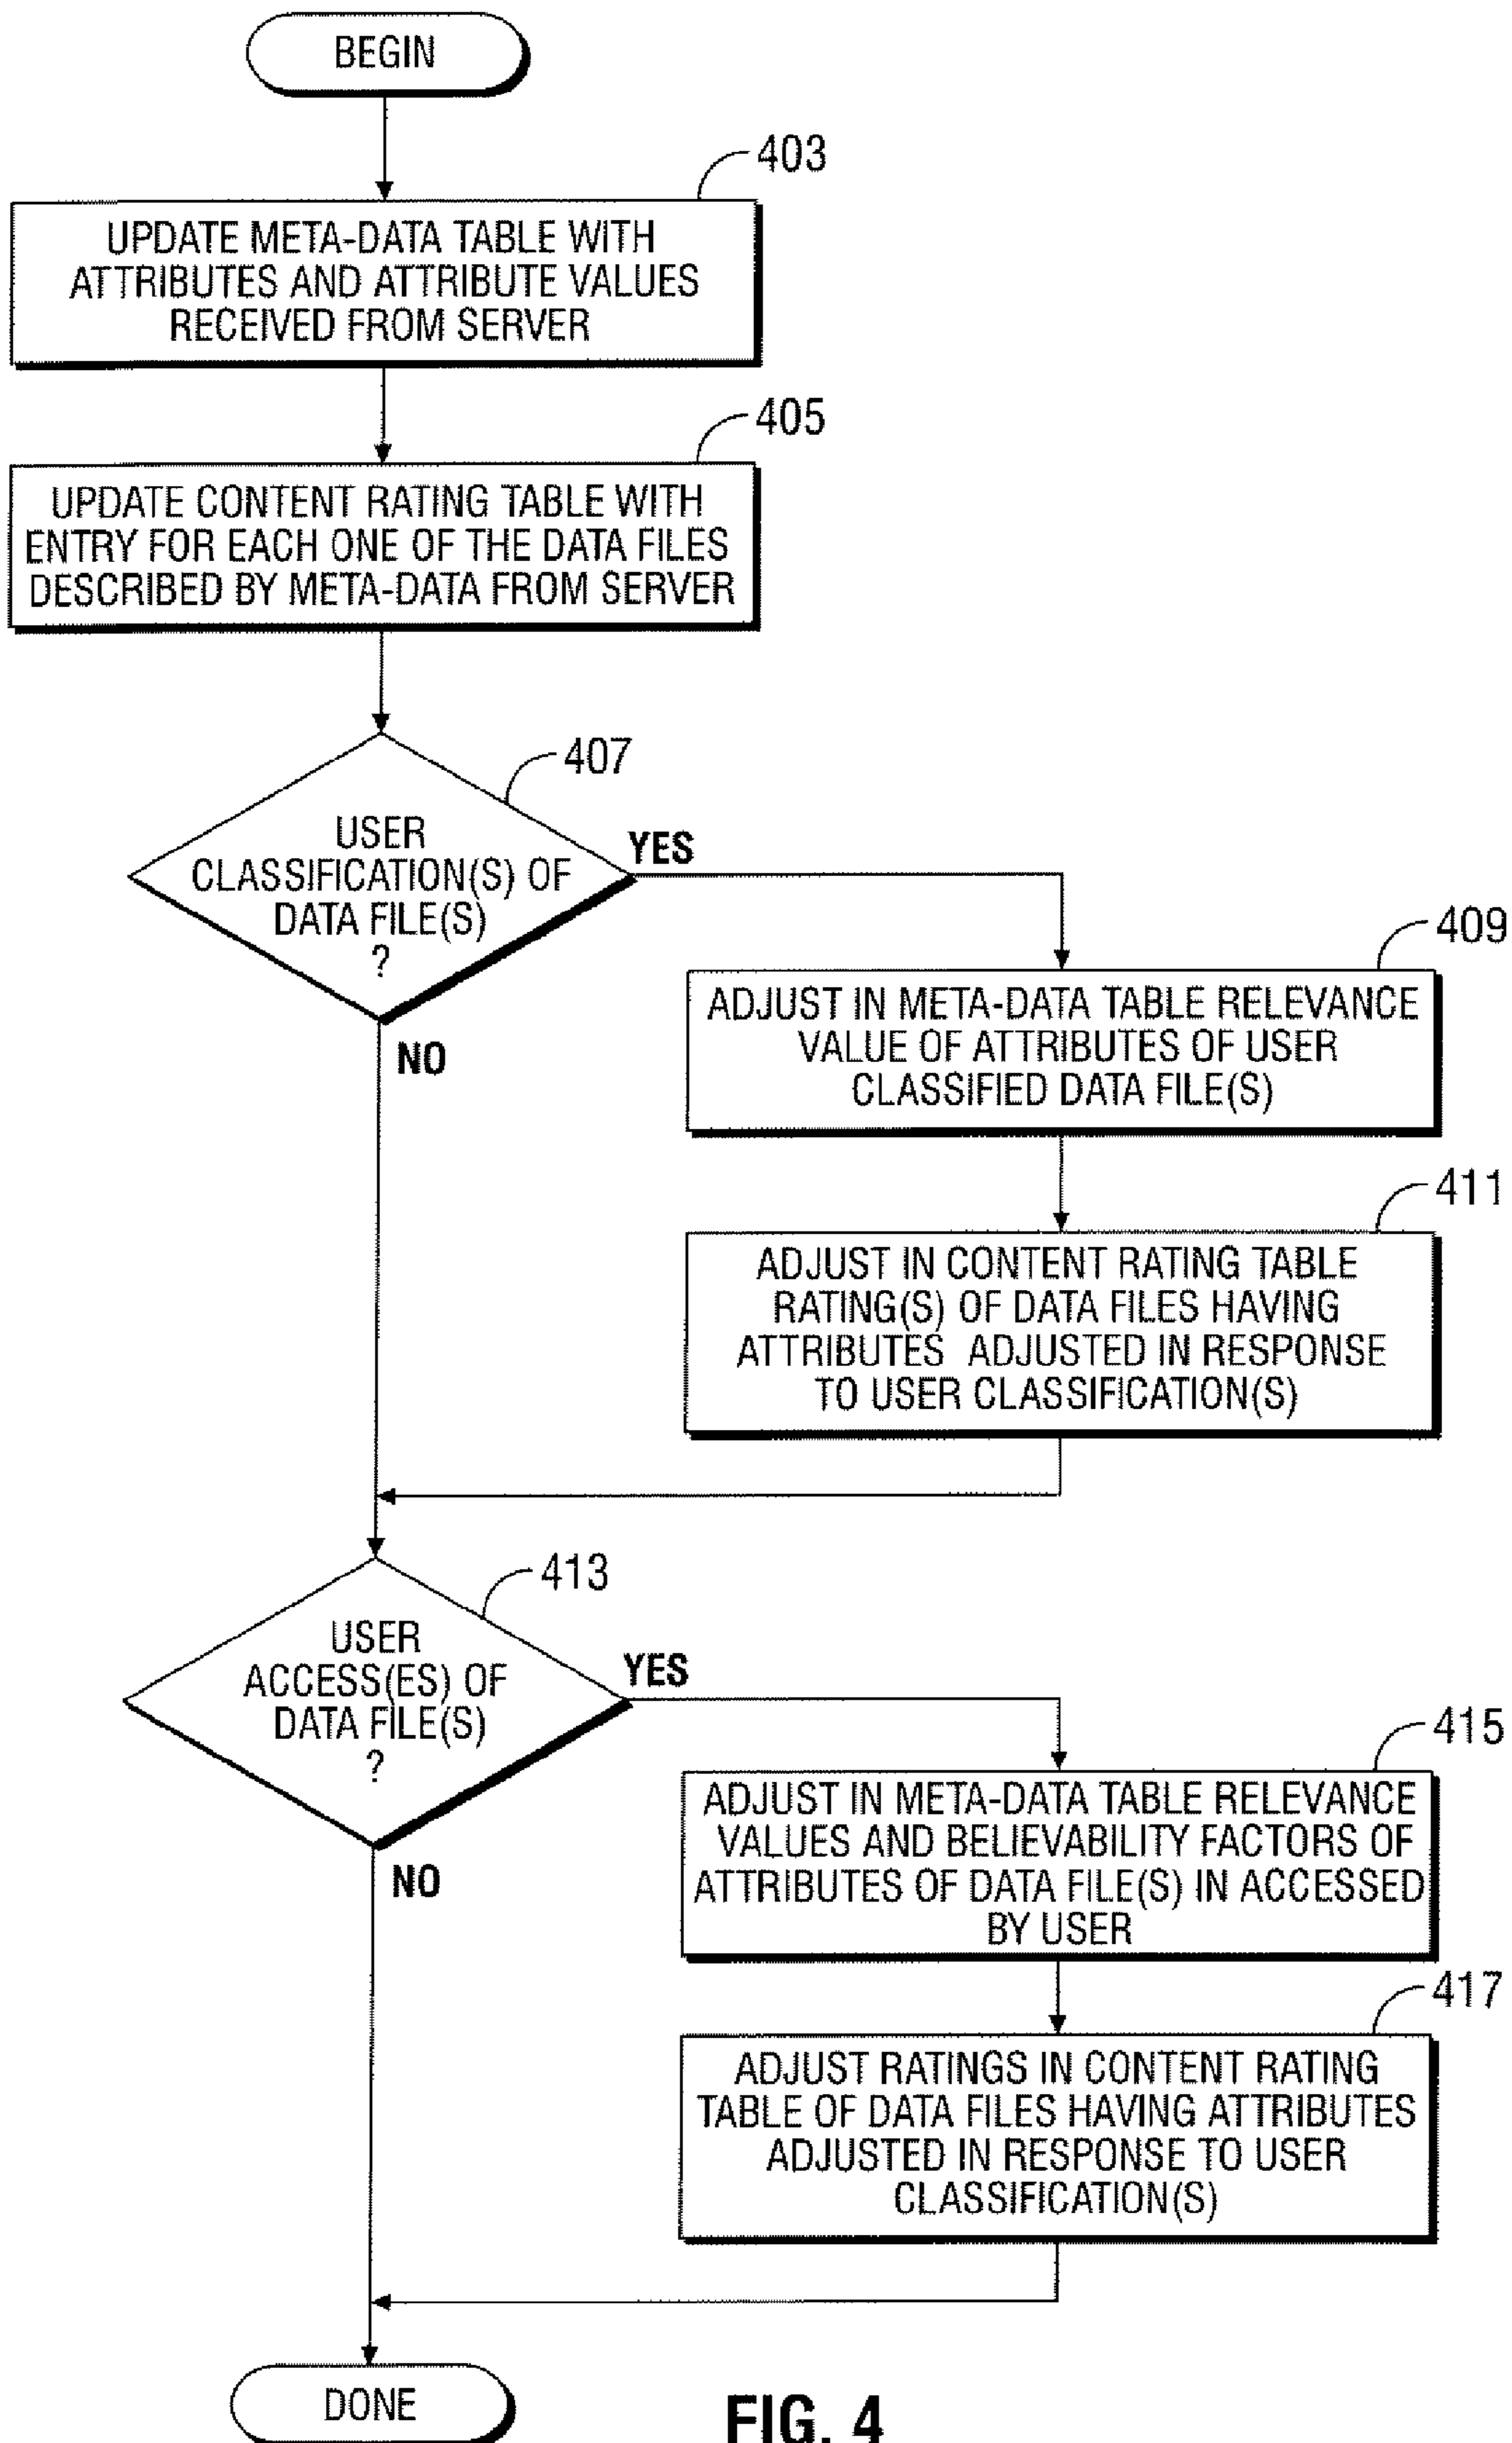 BEGIN
403
UPDATE META-DATA TABLE WITH
ATTRIBUTES AND ATTRIBUTE VALUES
RECEIVED FROM SERVER
405
UPDATE CONTENT RATING TABLE WITH
ENTRY FOR EACH ONE OF THE DATA FILES
DESCRIBED BY META-DATA FROM SERVER
407
USER
CLASSIFICATION(S) OF
DATA FILE(S)
?
YES
NO
409
ADJUST IN META-DATA TABLE RELEVANCE
VALUE OF ATTRIBUTES OF USER
CLASSIFIED DATA FILE(S)
411
ADJUST IN CONTENT RATING TABLE
RATING(S) OF DATA FILES HAVING
ATTRIBUTES ADJUSTED IN RESPONSE
TO USER CLASSIFICATION(S)
413
USER
ACCESS(ES) OF
DATA FILE(S)
?
YES
NO
415
ADJUST IN META-DATA TABLE RELEVANCE
VALUES AND BELIEVABILITY FACTORS OF
ATTRIBUTES OF DATA FILE(S) IN ACCESSED
BY USER
417
ADJUST RATINGS IN CONTENT RATING
TABLE OF DATA FILES HAVING ATTRIBUTES
ADJUSTED IN RESPONSE TO USER
CLASSIFICATION(S)
DONE
FIG. 4